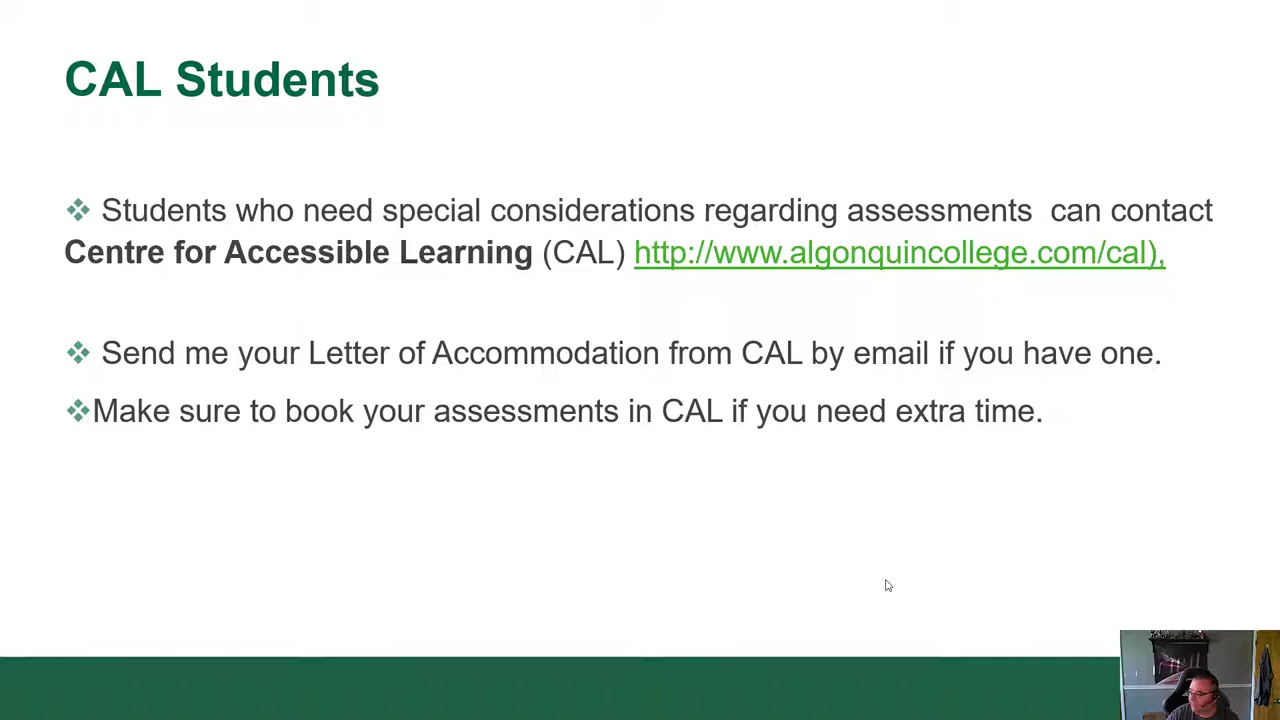 CAL Students
❖ Students who need special considerations regarding assessments  can contact
Centre for Accessible Learning (CAL) http://www.algonquincollege.com/cal),
❖ Send me your Letter of Accommodation from CAL by email if you have one.
❖Make sure to book your assessments in CAL if you need extra time.